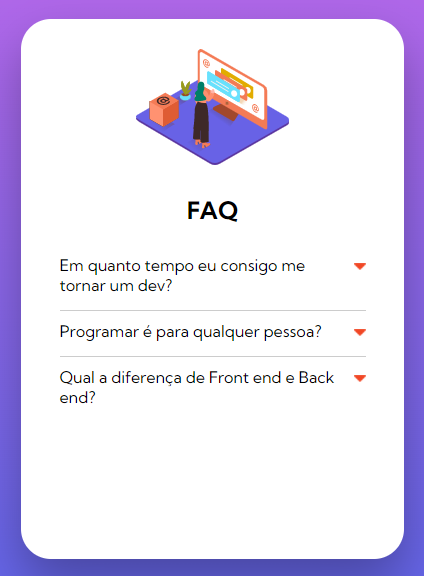 FAQ
Em quanto tempo eu consigo me
tornar um dev?
Programar é para qualquer pessoa?
Qual a diferença de Front end e Back
end?